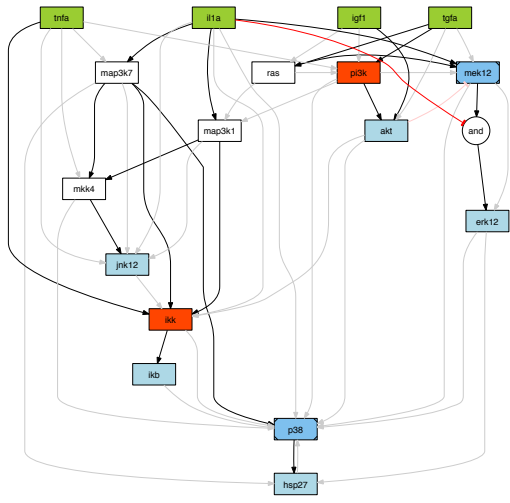 tnfa il1a igf1 tgfa
map3k7 ras pi3k mek12
map3k1 akt and
mkk4
erk12
jnk12
ikk
ikb
p38
hsp27